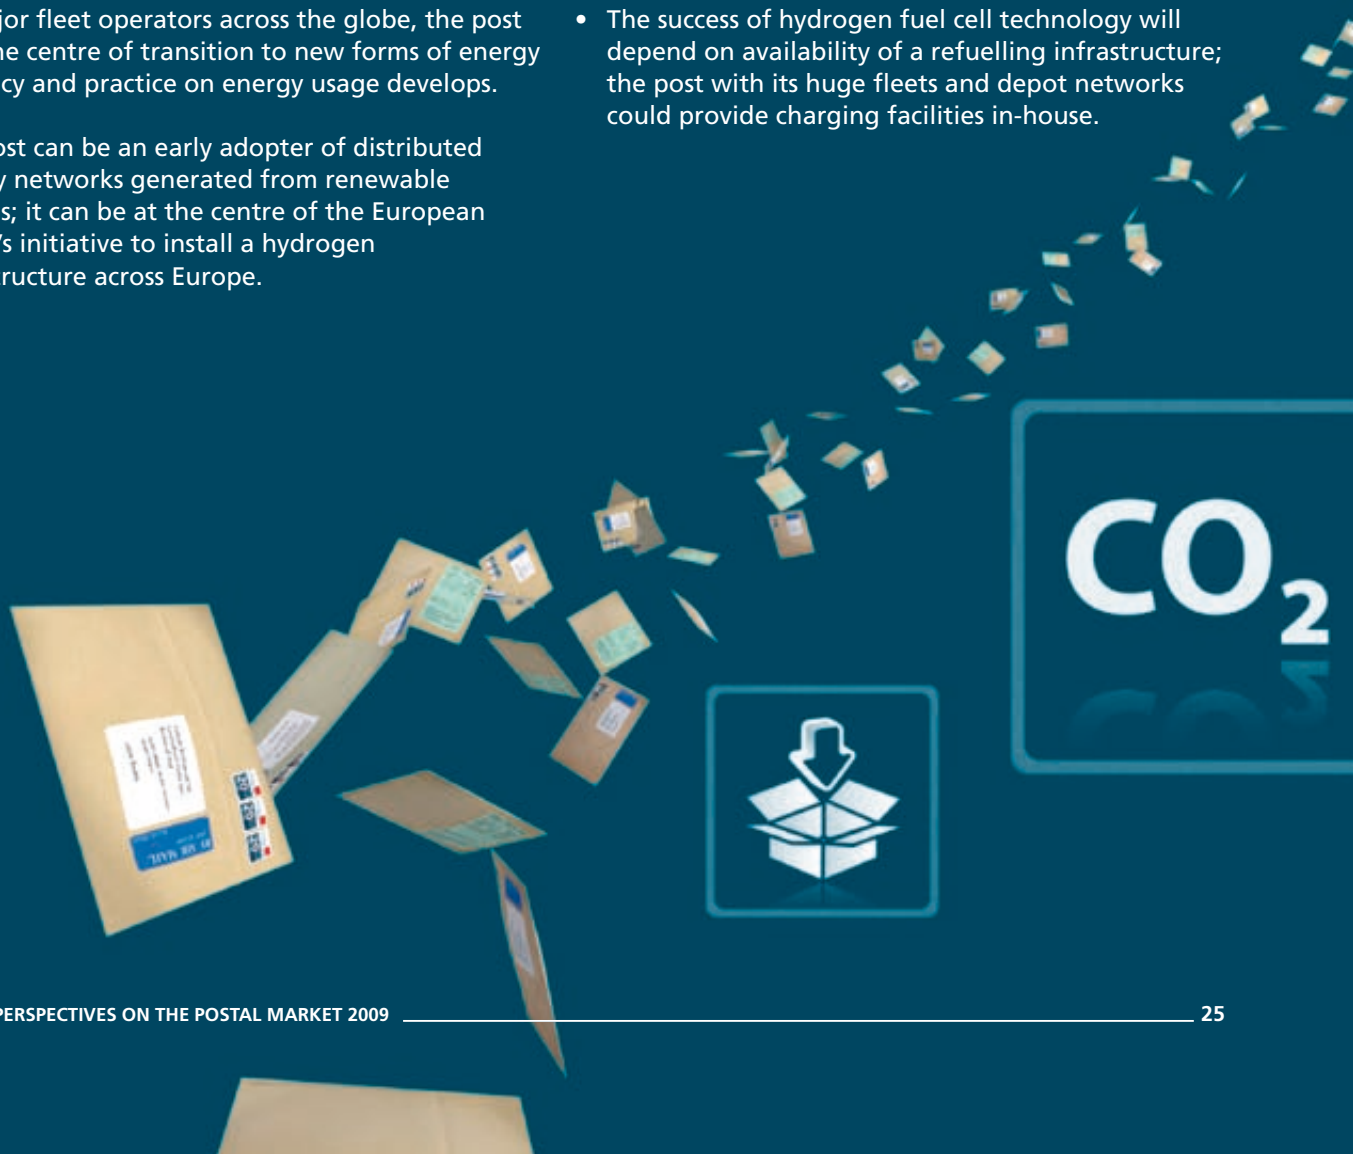 jor fleet operators across the globe, the post
he centre of transition to new forms of energy
cy and practice on energy usage develops.
ost can be an early adopter of distributed
y networks generated from renewable
s; it can be at the centre of the European
's initiative to install a hydrogen
tructure across Europe.
• The success of hydrogen fuel cell technology will
depend on availability of a refuelling infrastructure;
the post with its huge fleets and depot networks
could provide charging facilities in-house.
CO₂
AIR MAIL
PERSPECTIVES ON THE POSTAL MARKET 2009
25